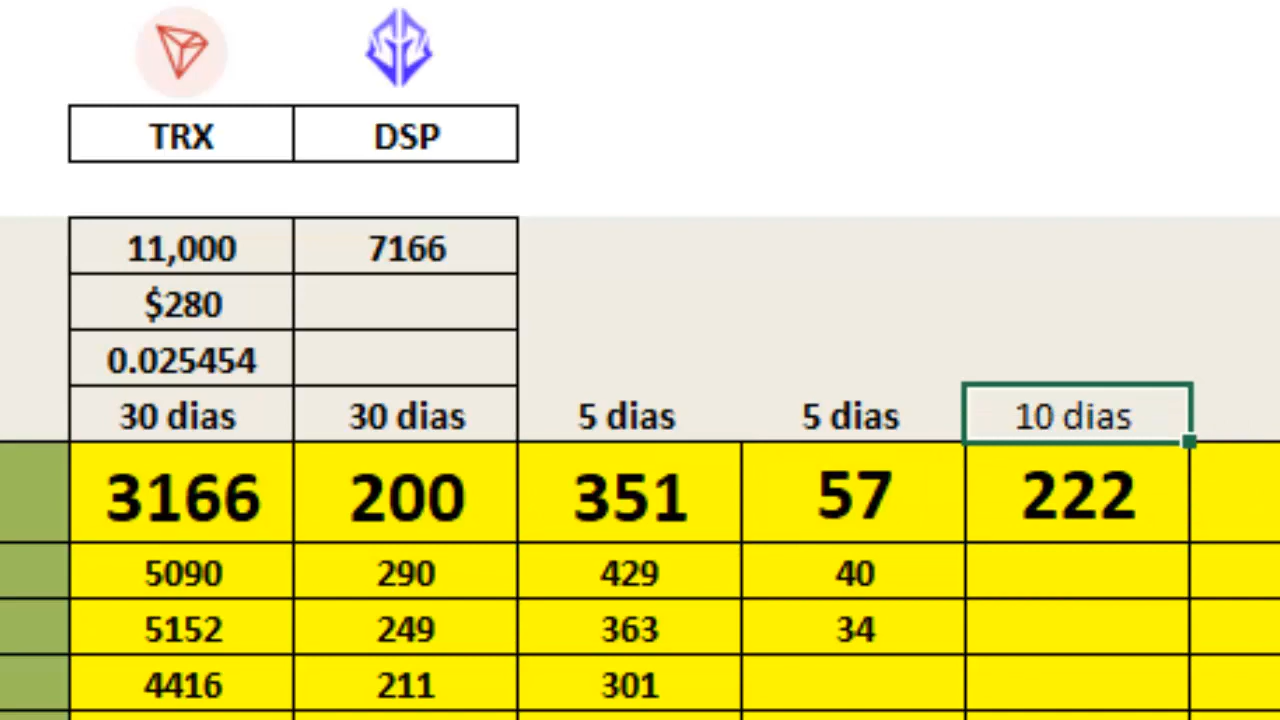 TRX DSP
11,000 7166
$280
0.025454
30 dias 30 dias 5 dias 5 dias 10 dias
3166 200 351 57 222
5090 290 429 40
5152 249 363 34
4416 211 301